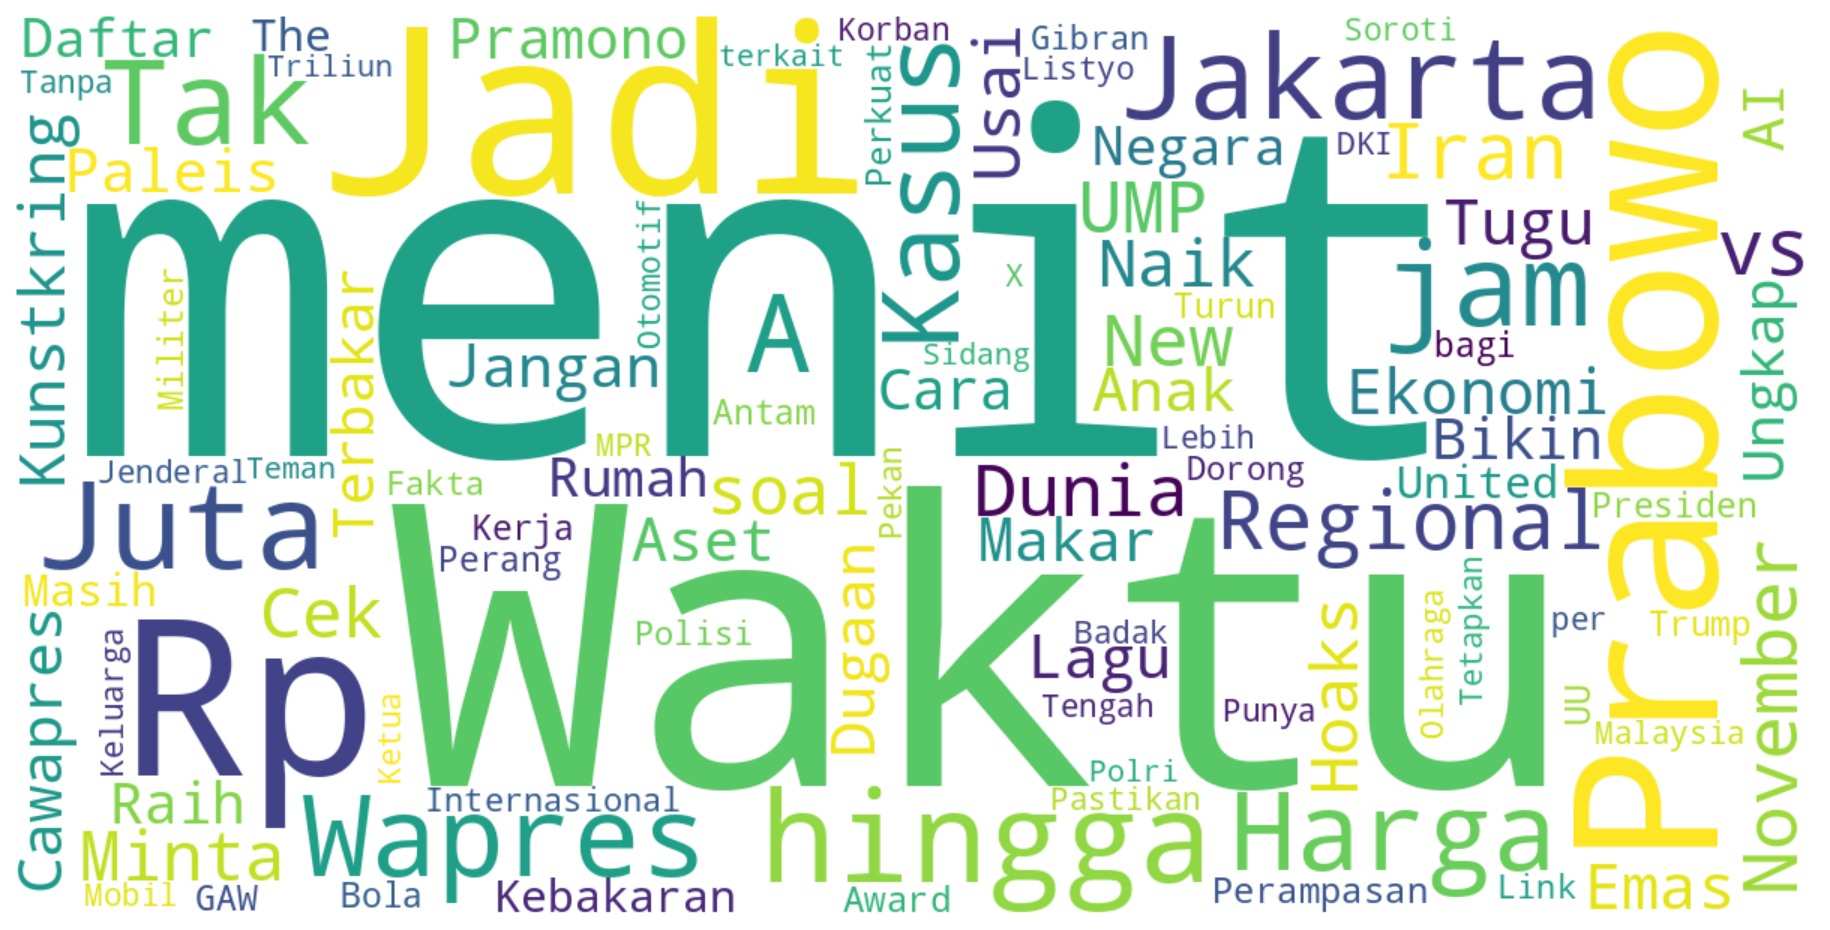 Daftar
The
Pramono
terkait
Korban
Gibran
Soroti
Tanpa
Triliun
Tak
Jadi
Perkuat
Kasus
Usai
Listyo
Jakarta
Prabowo
AI
Kunstkring
Paleis
Negara
DKI
Iran
menit
UMP
Tugu
vs
Militer
Terbakar
Otomotif
A
X
Naik
jam
Turun
Ungkap
Jangan
Sidang
New
bagi
Cara
Anak
Ekonomi
Antam
MPR
Lebih
Bikin
Jenderal
Teman
Fakta
Rumah
soal
Pekan
Dunia
Dorong
United
Presiden
Juta
Kerja
Perang
Aset
Makar
Regional
Masih
Cek
Waktu
Polisi
Dugaan
Badak
Lagu
Tengah
Punya
Hoaks
Olahraga
Tetapkan
per
UU
Trump
Malaysia
November
Cawapres
Keluarga
Rp
Ketua
Raih
Internasional
Polri
Pastikan
Minta
Wapres
hingga
Harga
Mobil
GAW
Bola
Kebakaran
Award
Perampasan
Link
Emas